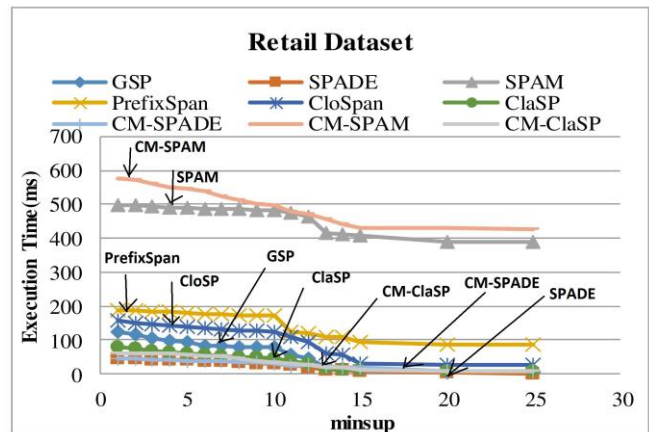 Retail Dataset
GSP SPADE SPAM
PrefixSpan CloSpan ClaSP
CM-SPADE CM-SPAM CM-ClaSP
700
600
500
400
300
200
100
0
Execution Time(ms)
CM-SPAM
SPAM
PrefixSpan
CloSP
GSP
ClaSP
CM-ClaSP
CM-SPADE
SPADE
0 5 10 15 20 25 30
minsup